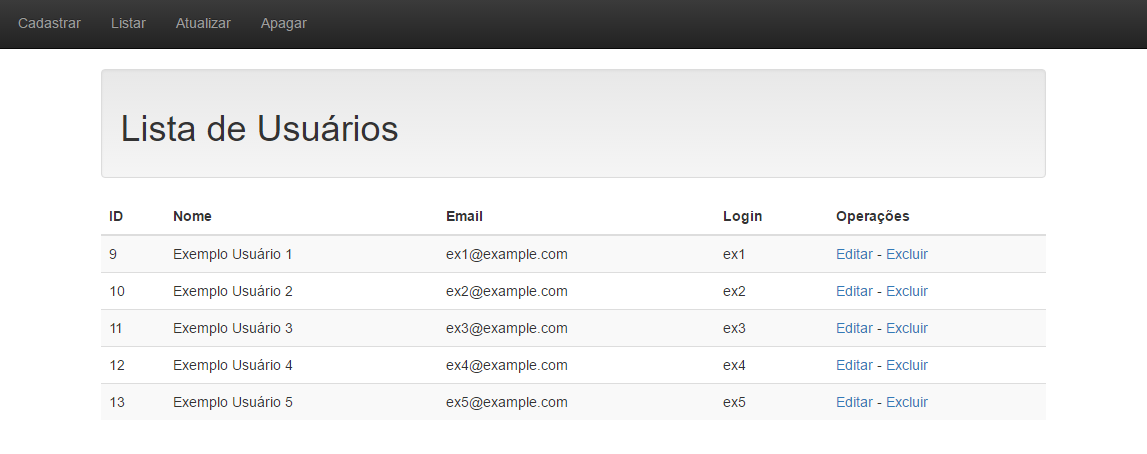 Cadastrar Listar Atualizar Apagar
Lista de Usuários
ID Nome Email Login Operações
9 Exemplo Usuário 1 ex1@example.com ex1 Editar - Excluir
10 Exemplo Usuário 2 ex2@example.com ex2 Editar - Excluir
11 Exemplo Usuário 3 ex3@example.com ex3 Editar - Excluir
12 Exemplo Usuário 4 ex4@example.com ex4 Editar - Excluir
13 Exemplo Usuário 5 ex5@example.com ex5 Editar - Excluir